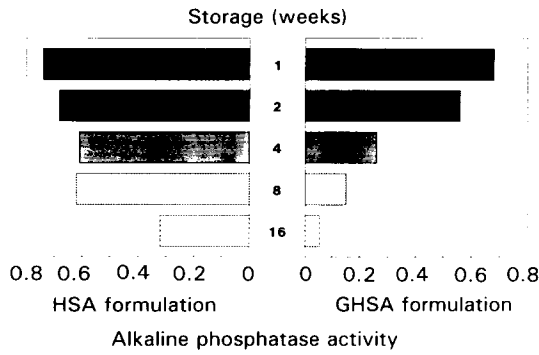 Storage (weeks)
1
2
4
8
16
0.8 0.6 0.4 0.2 0 0 0.2 0.4 0.6 0.8
HSA formulation GHSA formulation
Alkaline phosphatase activity